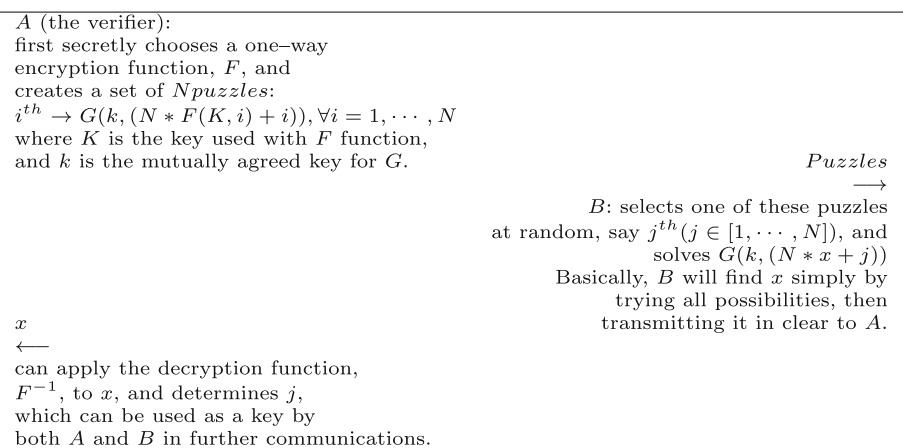 A (the verifier):
first secretly chooses a one–way
encryption function, F, and
creates a set of Npuzzles:
i^{th} → G(k, (N * F(K, i) + i)), ∀i = 1, ··· , N
where K is the key used with F function,
and k is the mutually agreed key for G.
Puzzles
⟶
B: selects one of these puzzles
at random, say j^{th}(j ∈ [1, ··· , N]), and
solves G(k, (N * x + j))
Basically, B will find x simply by
trying all possibilities, then
transmitting it in clear to A.
x
⟵
can apply the decryption function,
F^{−1}, to x, and determines j,
which can be used as a key by
both A and B in further communications.